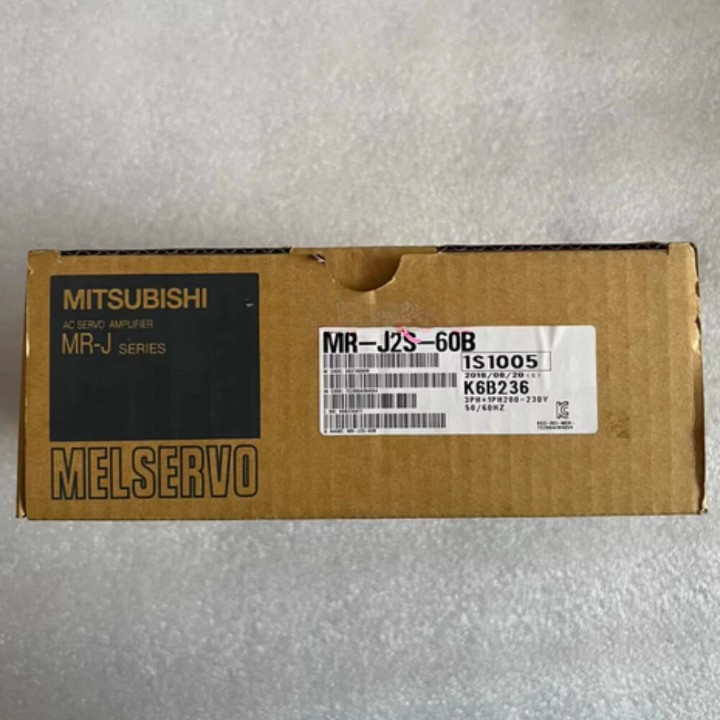 MITSUBISHI
AC SERVO AMPLIFIER
MR-J SERIES
MELSERVO
MR-J2S-60B
1S1005
K6B236
3PH+1PH200-230V
50/60HZ